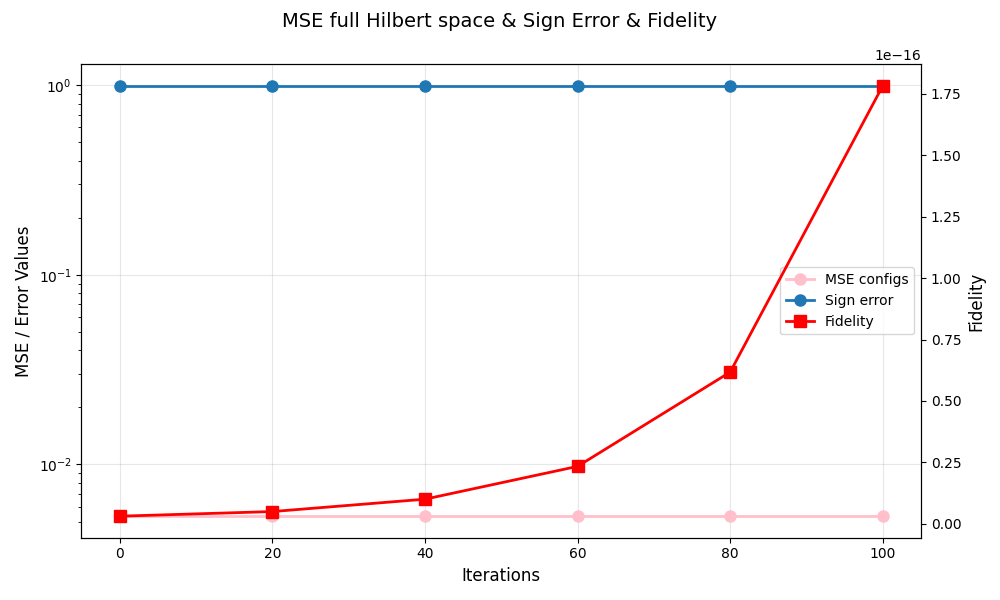 MSE full Hilbert space & Sign Error & Fidelity
1e−16
10⁰
10⁻¹
10⁻²
MSE / Error Values
1.75
1.50
1.25
1.00
0.75
0.50
0.25
0.00
Fidelity
MSE configs
Sign error
Fidelity
0 20 40 60 80 100
Iterations